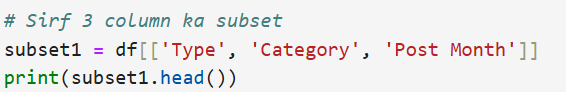 # Sirf 3 column ka subset
subset1 = df[['Type', 'Category', 'Post Month']]
print(subset1.head())